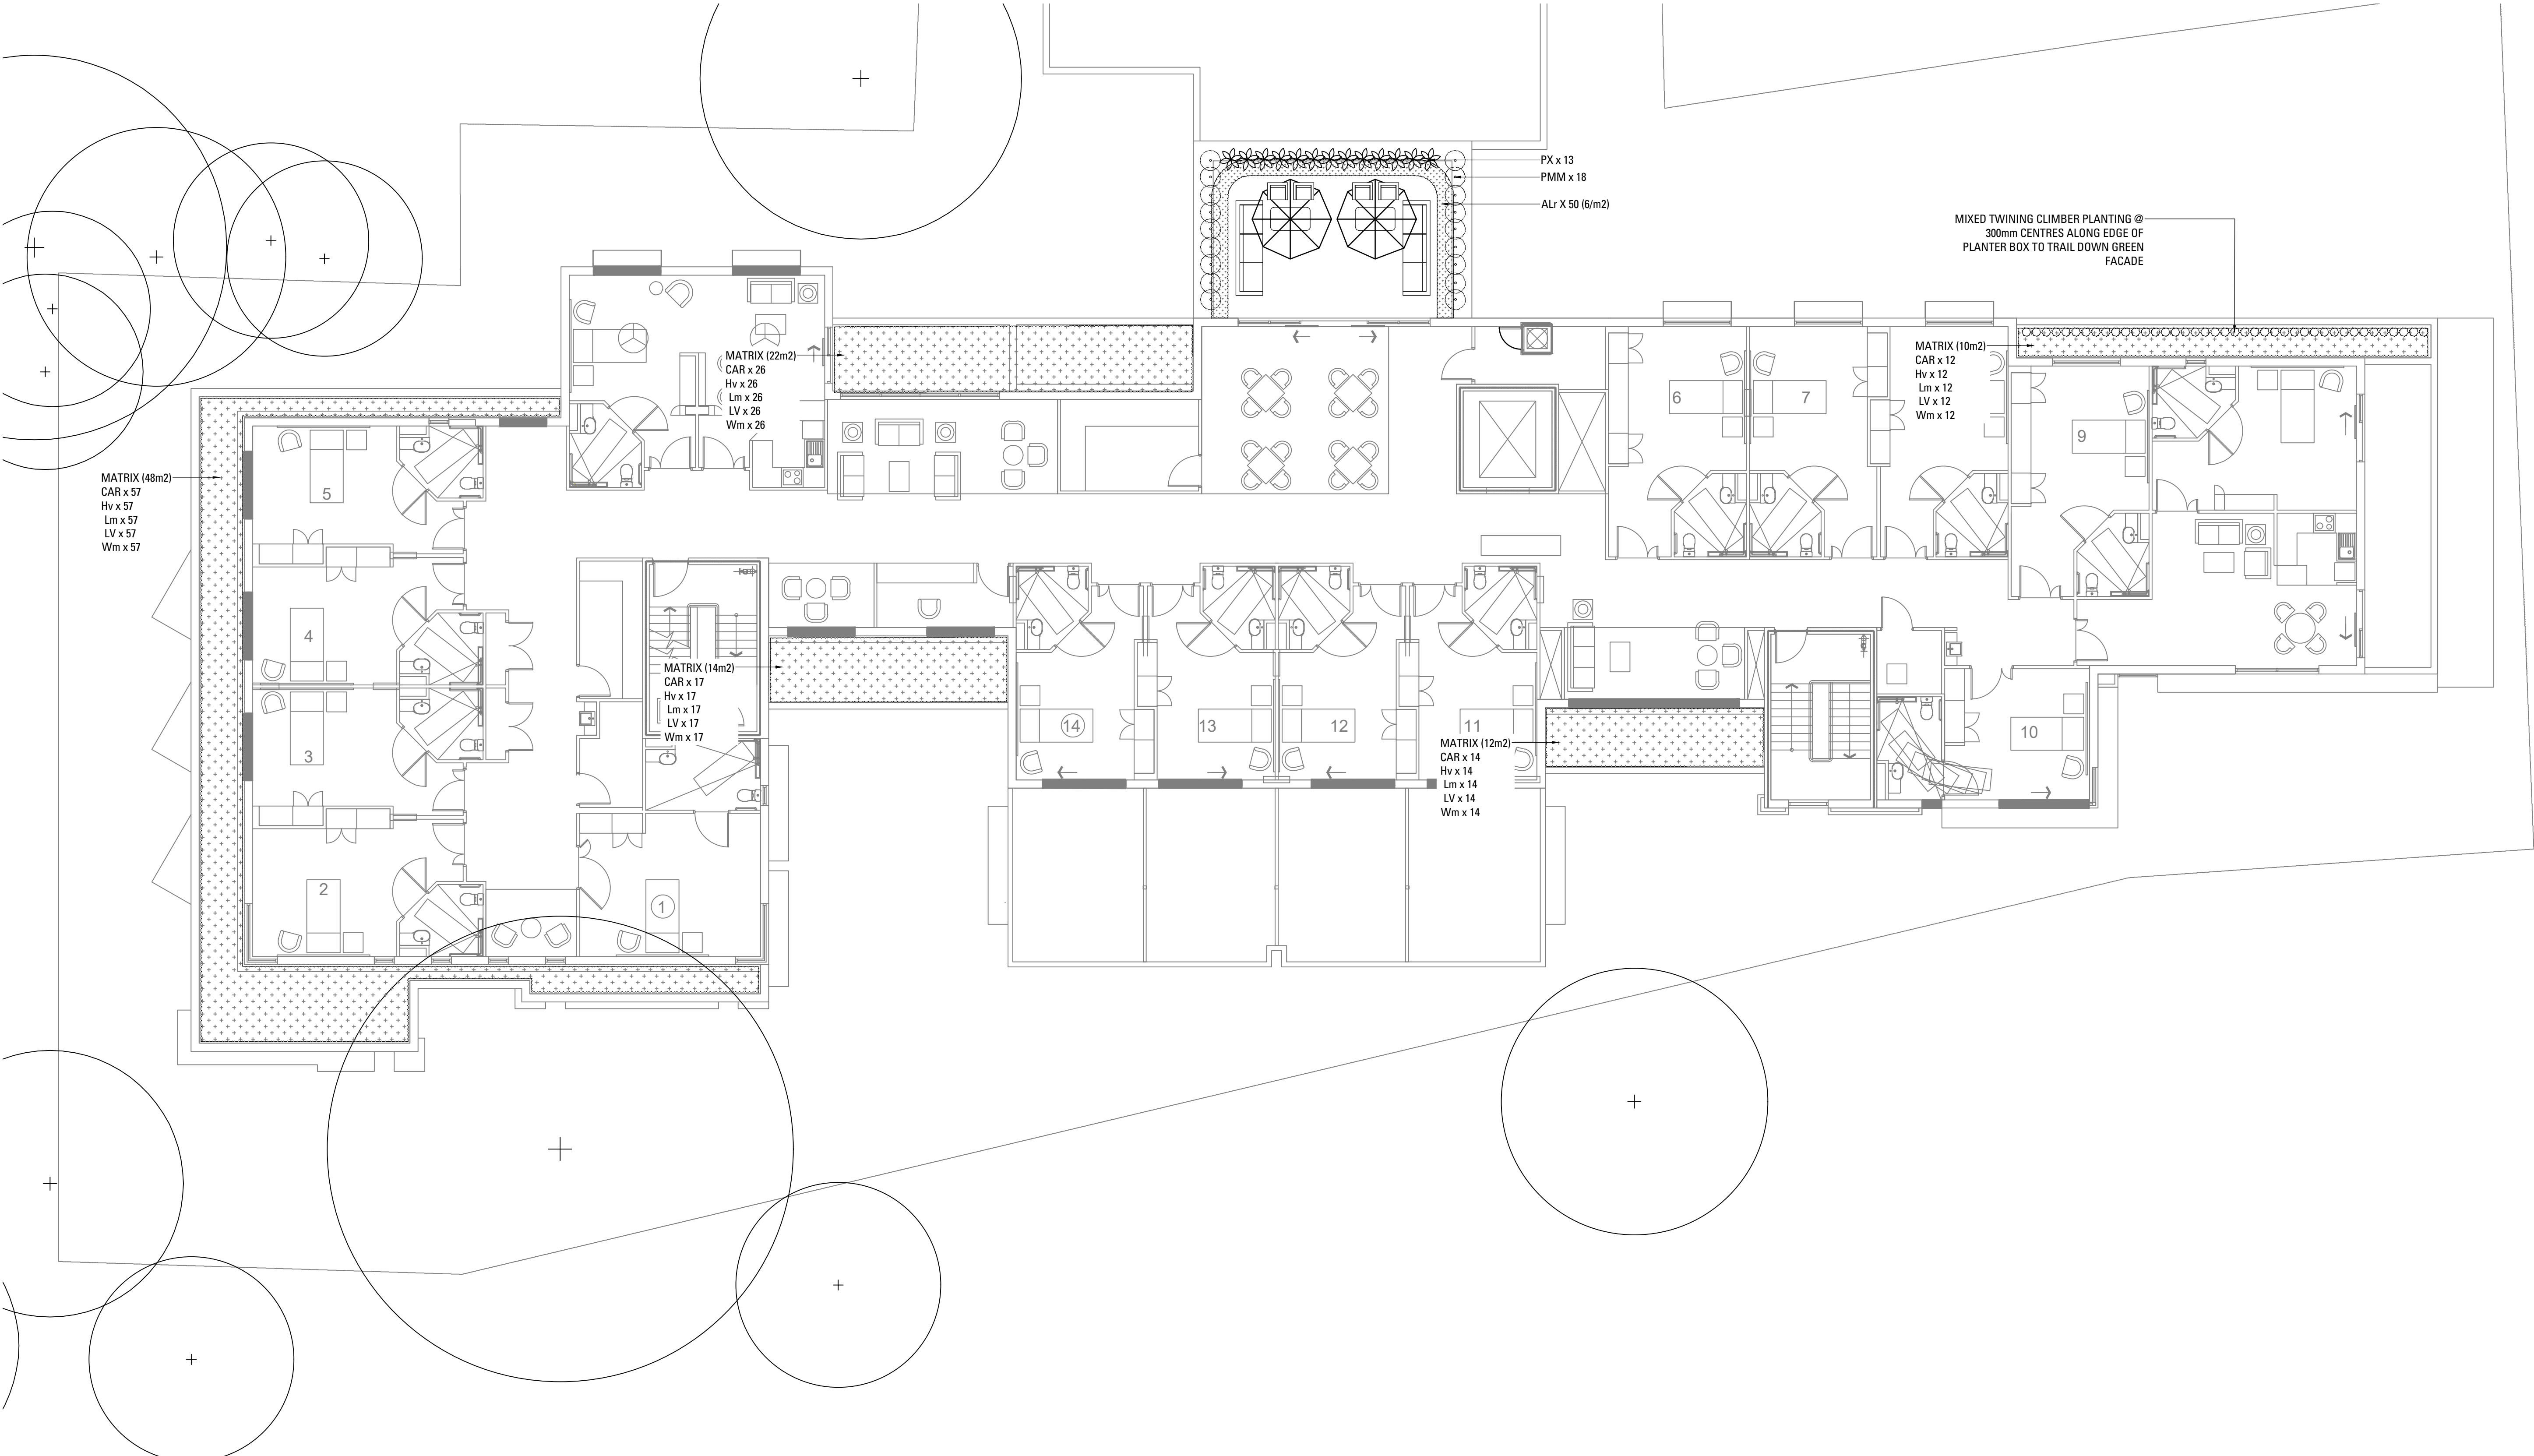 PX x 13
PMM x 18
ALr X 50 (6/m2)
MIXED TWINING CLIMBER PLANTING @
300mm CENTRES ALONG EDGE OF
PLANTER BOX TO TRAIL DOWN GREEN
FACADE
MATRIX (22m2)
CAR x 26
Hv x 26
Lm x 26
LV x 26
Wm x 26
MATRIX (10m2)
CAR x 12
Hv x 12
Lm x 12
LV x 12
Wm x 12
6
7
9
MATRIX (48m2)
CAR x 57
Hv x 57
Lm x 57
LV x 57
Wm x 57
5
4
3
2
1
MATRIX (14m2)
CAR x 17
Hv x 17
Lm x 17
LV x 17
Wm x 17
14
13
12
11
10
MATRIX (12m2)
CAR x 14
Hv x 14
Lm x 14
LV x 14
Wm x 14